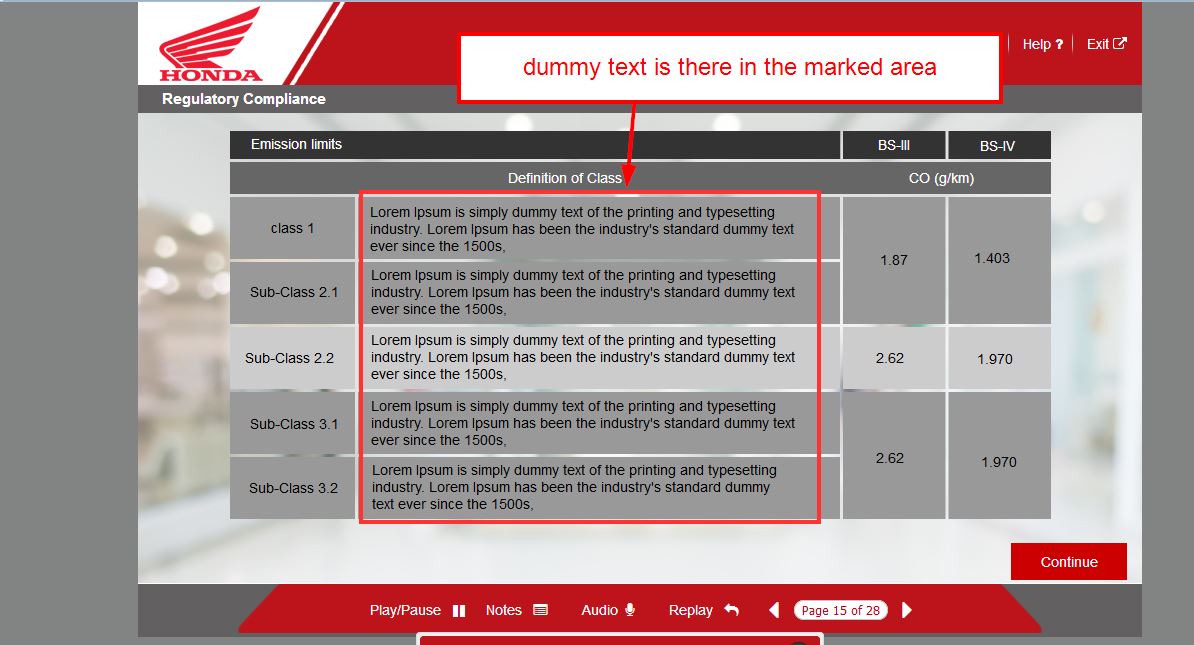 HONDA
Help ?
Exit
dummy text is there in the marked area
Regulatory Compliance
Emission limits
BS-III
BS-IV
Definition of Class
CO (g/km)
class 1
Lorem Ipsum is simply dummy text of the printing and typesetting
industry. Lorem Ipsum has been the industry's standard dummy text
ever since the 1500s,
1.87
1.403
Sub-Class 2.1
Lorem Ipsum is simply dummy text of the printing and typesetting
industry. Lorem Ipsum has been the industry's standard dummy text
ever since the 1500s,
Sub-Class 2.2
Lorem Ipsum is simply dummy text of the printing and typesetting
industry. Lorem Ipsum has been the industry's standard dummy text
ever since the 1500s,
2.62
1.970
Sub-Class 3.1
Lorem Ipsum is simply dummy text of the printing and typesetting
industry. Lorem Ipsum has been the industry's standard dummy text
ever since the 1500s,
2.62
1.970
Sub-Class 3.2
Lorem Ipsum is simply dummy text of the printing and typesetting
industry. Lorem Ipsum has been the industry's standard dummy
text ever since the 1500s,
Continue
Play/Pause
Notes
Audio
Replay
Page 15 of 28